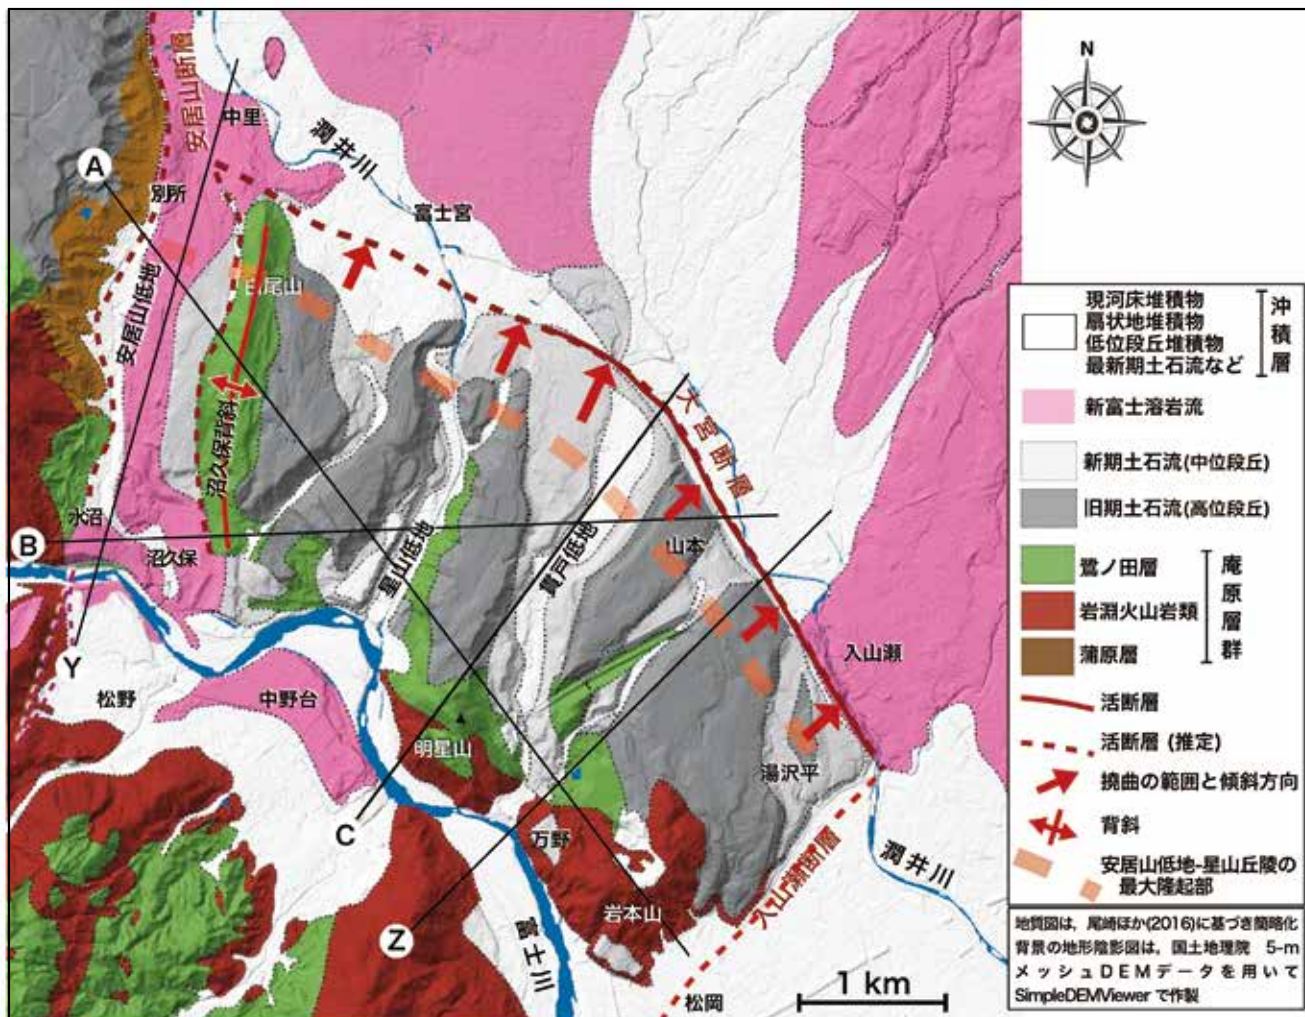 安居山断層
中里
潤井川
N
A
別所
富士宮
安居山低地
白尾山
沼久保背斜
大宮断層
水沼
B
沼久保
星山低地
貫戸低地
山本
Y
松野
中野台
明星山
入山瀬
湯沢平
C
万野
入山瀬断層
潤井川
岩本山
Z
富士川
松岡
1 km
現河床堆積物
扇状地堆積物
低位段丘堆積物
最新期土石流など
沖積層
新富士溶岩流
新期土石流(中位段丘)
旧期土石流(高位段丘)
鷺ノ田層
岩淵火山岩類
蒲原層
庵原層群
活断層
活断層 (推定)
撓曲の範囲と傾斜方向
背斜
安居山低地-星山丘陵の
最大隆起部
地質図は、尾崎ほか(2016)に基づき簡略化
背景の地形陰影図は。国土地理院 5-m
メッシュDEMデータを用いて
SimpleDEMViewer で作製